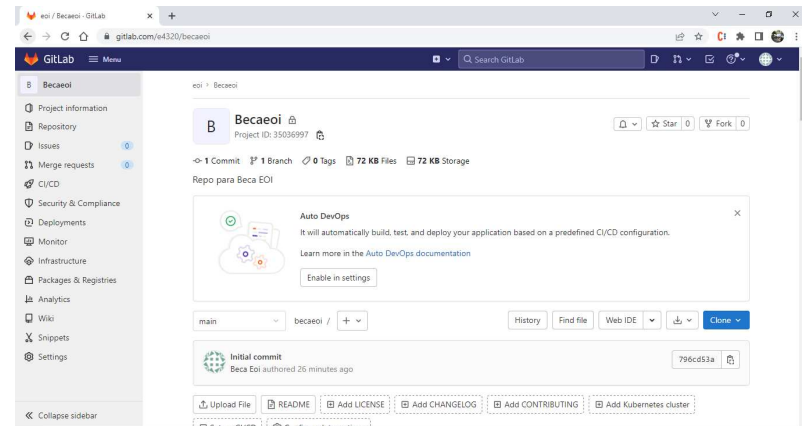 eoi / Becaeoi · GitLab
gitlab.com/e4320/becaeoi
GitLab Menu
Search GitLab
B Becaeoi
Project information
Repository
Issues 0
Merge requests 0
CI/CD
Security & Compliance
Deployments
Monitor
Infrastructure
Packages & Registries
Analytics
Wiki
Snippets
Settings
Collapse sidebar
eoi > Becaeoi
B
Becaeoi
Project ID: 35036997
Star 0
Fork 0
1 Commit 1 Branch 0 Tags 72 KB Files 72 KB Storage
Repo para Beca EOI
Auto DevOps
It will automatically build, test, and deploy your application based on a predefined CI/CD configuration.
Learn more in the Auto DevOps documentation
Enable in settings
main becaeoi / + History Find file Web IDE Clone
Initial commit
Beca Eoi authored 26 minutes ago
796cd53a
Upload File README Add LICENSE Add CHANGELOG Add CONTRIBUTING Add Kubernetes cluster